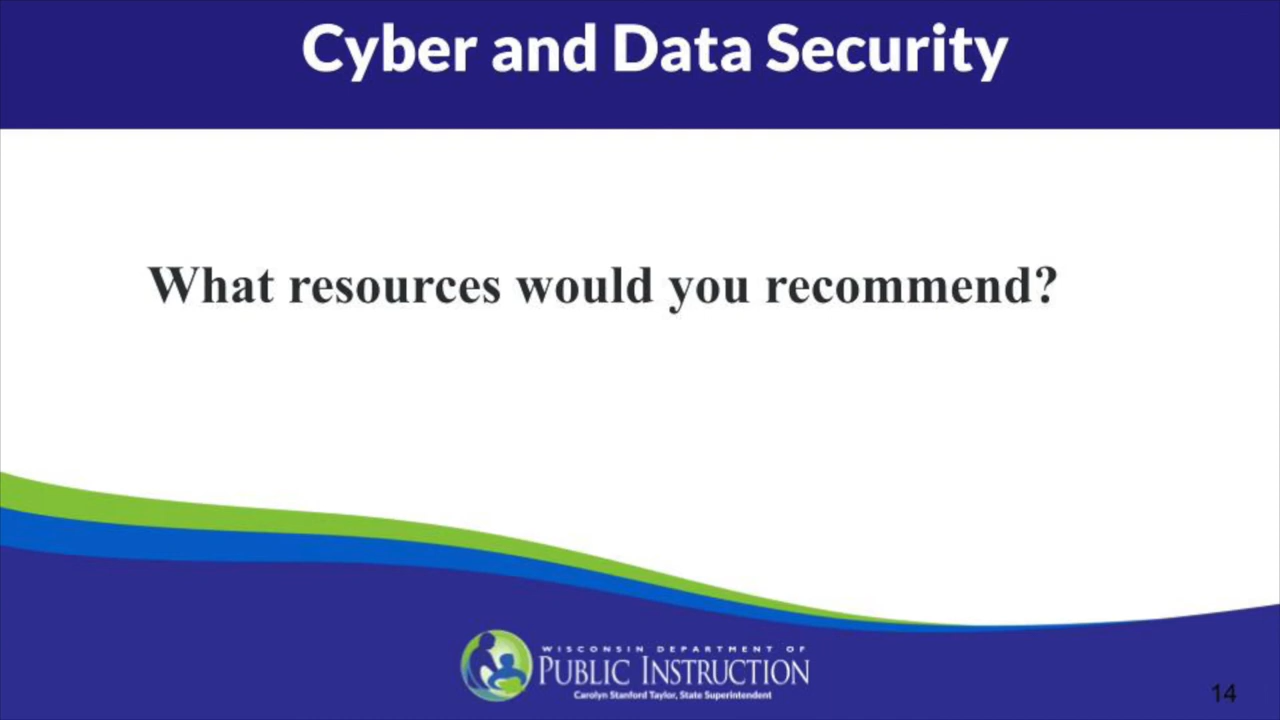 Cyber and Data Security
What resources would you recommend?
WISCONSIN DEPARTMENT OF
PUBLIC INSTRUCTION
Carolyn Stanford Taylor, State Superintendent
14